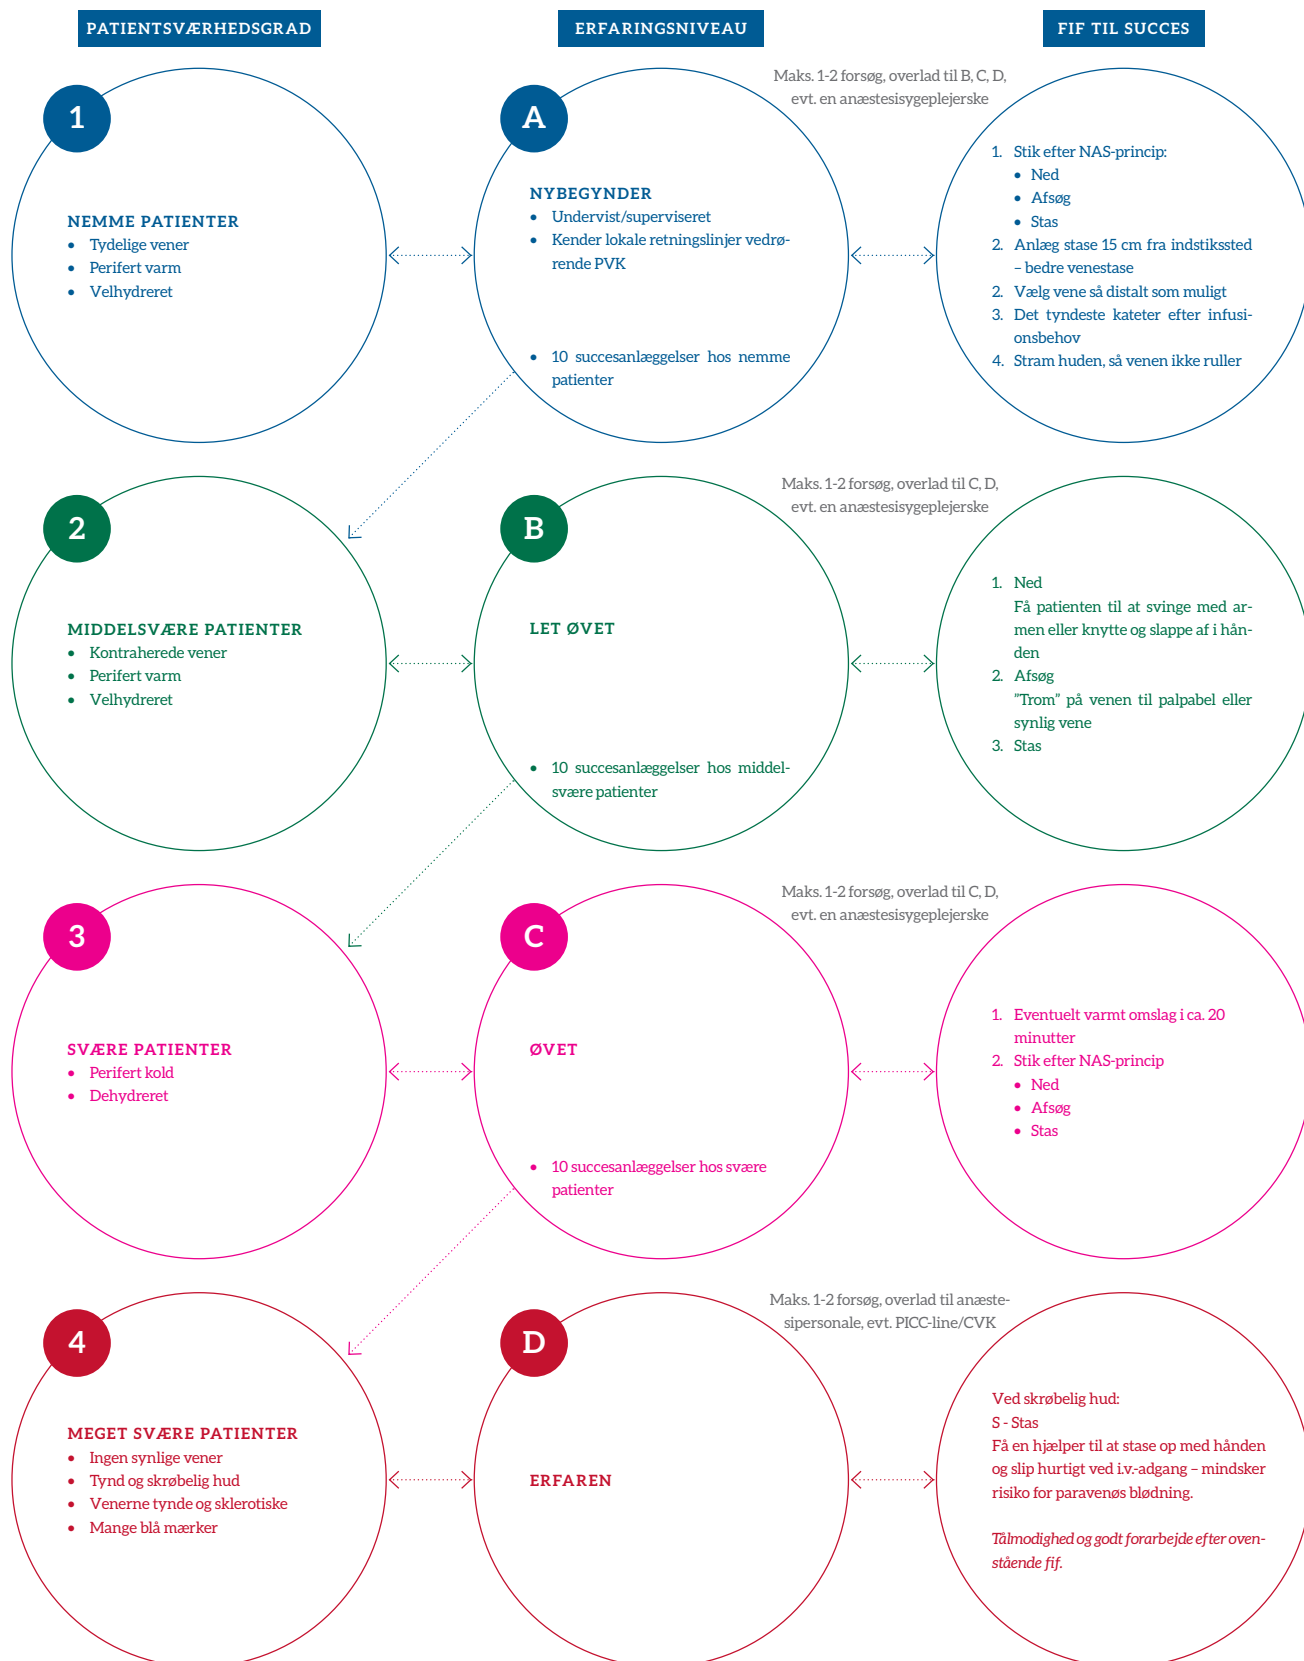 PATIENTSVÆRHEDSGRAD
ERFARINGSNIVEAU
FIF TIL SUCCES
1
NEMME PATIENTER
• Tydelige vener
• Perifert varm
• Velhydreret
A
Maks. 1-2 forsøg, overlad til B, C, D,
evt. en anæstesisygeplejerske
NYBEGYNDER
• Undervist/superviseret
• Kender lokale retningslinjer vedrø-
rende PVK
• 10 succesanlæggelser hos nemme
patienter
1. Stik efter NAS-princip:
• Ned
• Afsøg
• Stas
2. Anlæg stase 15 cm fra indstikssted
– bedre venestase
2. Vælg vene så distalt som muligt
3. Det tyndeste kateter efter infusi-
onsbehov
4. Stram huden, så venen ikke ruller
2
MIDDELSVÆRE PATIENTER
• Kontraherede vener
• Perifert varm
• Velhydreret
B
Maks. 1-2 forsøg, overlad til C, D,
evt. en anæstesisygeplejerske
LET ØVET
• 10 succesanlæggelser hos middel-
svære patienter
1. Ned
Få patienten til at svinge med ar-
men eller knytte og slappe af i hån-
den
2. Afsøg
”Trom” på venen til palpabel eller
synlig vene
3. Stas
3
SVÆRE PATIENTER
• Perifert kold
• Dehydreret
C
Maks. 1-2 forsøg, overlad til C, D,
evt. en anæstesisygeplejerske
ØVET
• 10 succesanlæggelser hos svære
patienter
1. Eventuelt varmt omslag i ca. 20
minutter
2. Stik efter NAS-princip
• Ned
• Afsøg
• Stas
4
MEGET SVÆRE PATIENTER
• Ingen synlige vener
• Tynd og skrøbelig hud
• Venerne tynde og sklerotiske
• Mange blå mærker
D
Maks. 1-2 forsøg, overlad til anæste-
sipersonale, evt. PICC-line/CVK
ERFAREN
Ved skrøbelig hud:
S - Stas
Få en hjælper til at stase op med hånden
og slip hurtigt ved i.v.-adgang – mindsker
risiko for paravenøs blødning.
Tålmodighed og godt forarbejde efter oven-
stående fif.